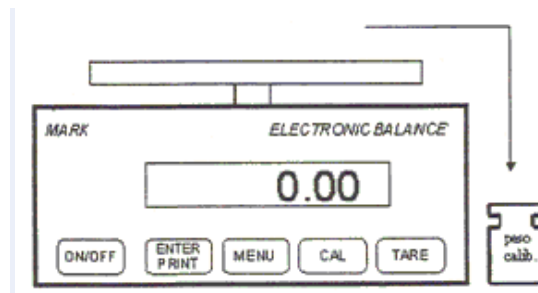 MARK
ELECTRONIC BALANCE
0.00
ON/OFF
ENTER
PRINT
MENU
CAL
TARE
peso
calib.